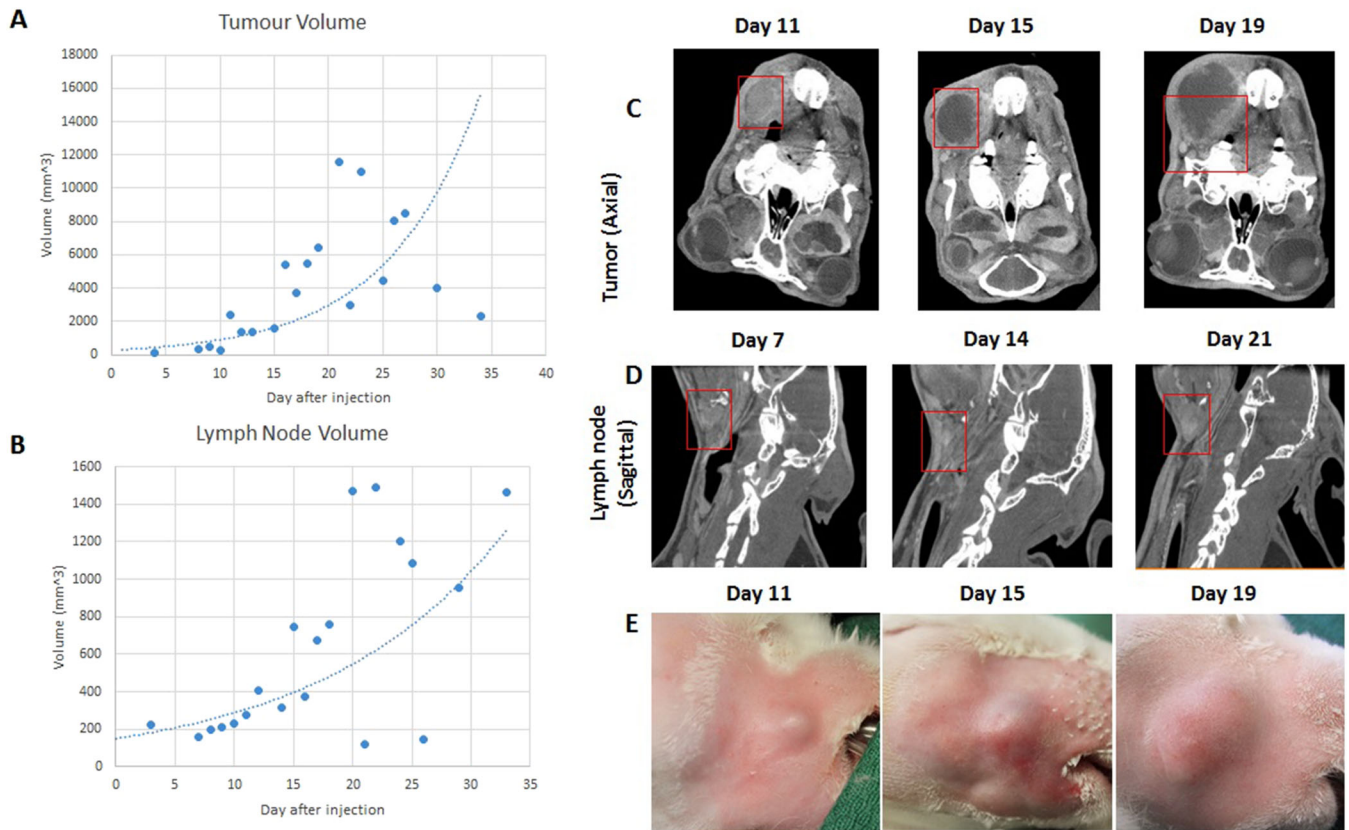 A
Tumour Volume
18000
16000
14000
12000
10000
8000
6000
4000
2000
0
Volume (mm^3)
0 5 10 15 20 25 30 35 40
Day after injection
B
Lymph Node Volume
1600
1400
1200
1000
800
600
400
200
0
Volume (mm^3)
0 5 10 15 20 25 30 35
Day after injection
Day 11 Day 15 Day 19
C
Tumor (Axial)
Day 7 Day 14 Day 21
D
Lymph node
(Sagittal)
Day 11 Day 15 Day 19
E